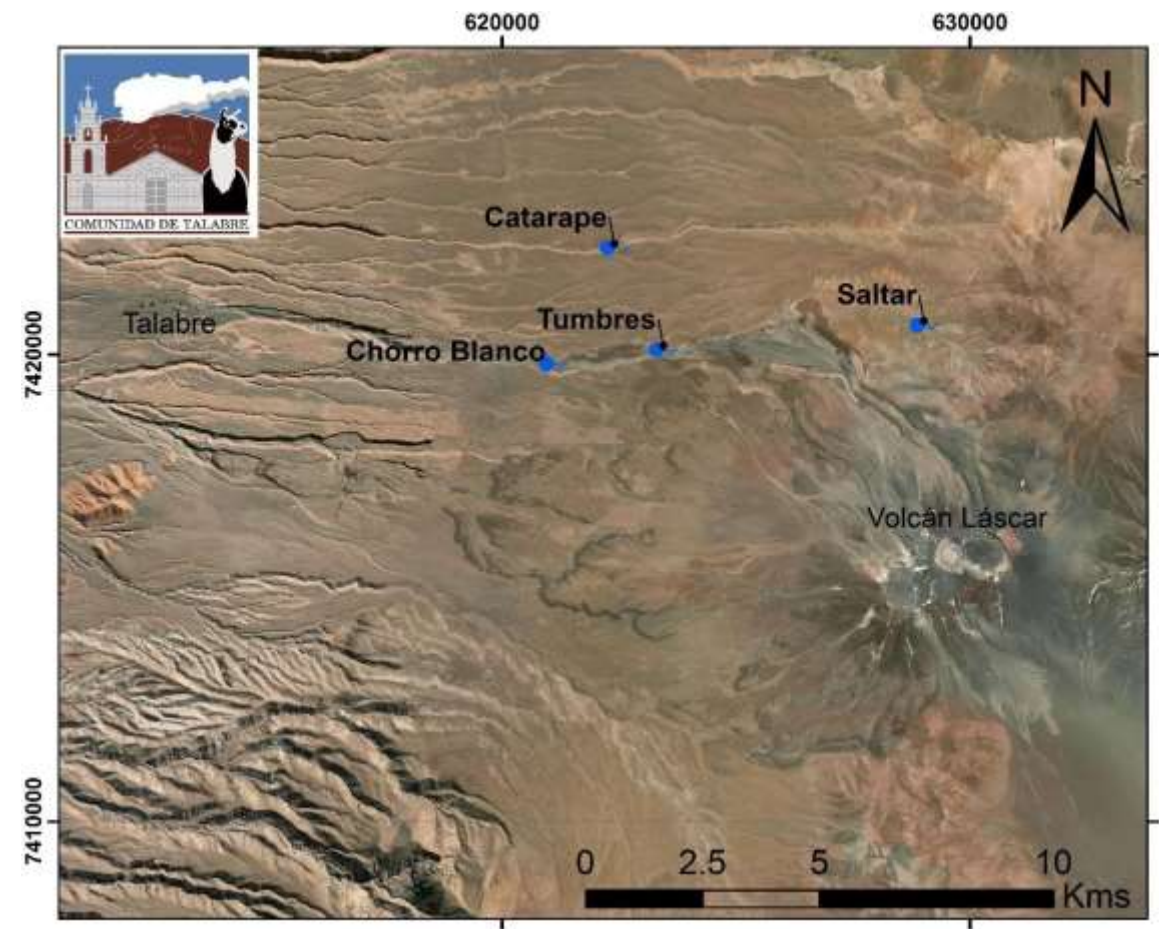 620000
630000
COMUNIDAD DE TALABRE
N
Catarape
Saltar
Talabre
Tumbres
Chorro Blanco
7420000
Volcán Láscar
7410000
0 2.5 5 10
Kms